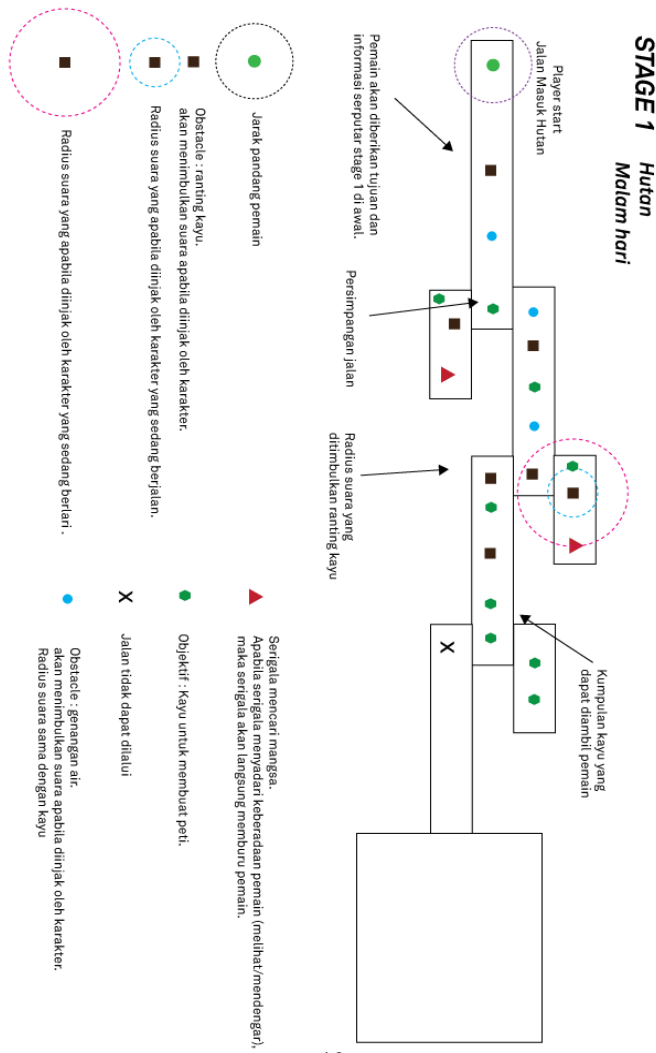 STAGE 1 Hutan
Malam hari
Player start
Jalan Masuk Hutan
Pemain akan diberikan tujuan dan
informasi serputar stage 1 di awal.
Persimpangan jalan
Radius suara yang
ditimbulkan ranting kayu
Kumpulan kayu yang
dapat diambil pemain
X
Jarak pandang pemain
Obstacle : ranting kayu.
akan menimbulkan suara apabila diinjak oleh karakter.
Radius suara yang apabila diinjak oleh karakter yang sedang berjalan.
Radius suara yang apabila diinjak oleh karakter yang sedang berlari .
Serigala mencari mangsa.
Apabila serigala menyadari keberadaan pemain (melihat/mendengar),
maka serigala akan langsung memburu pemain.
Objektif : Kayu untuk membuat peti.
X Jalan tidak dapat dilalui
Obstacle : genangan air.
akan menimbulkan suara apabila diinjak oleh karakter.
Radius suara sama dengan kayu